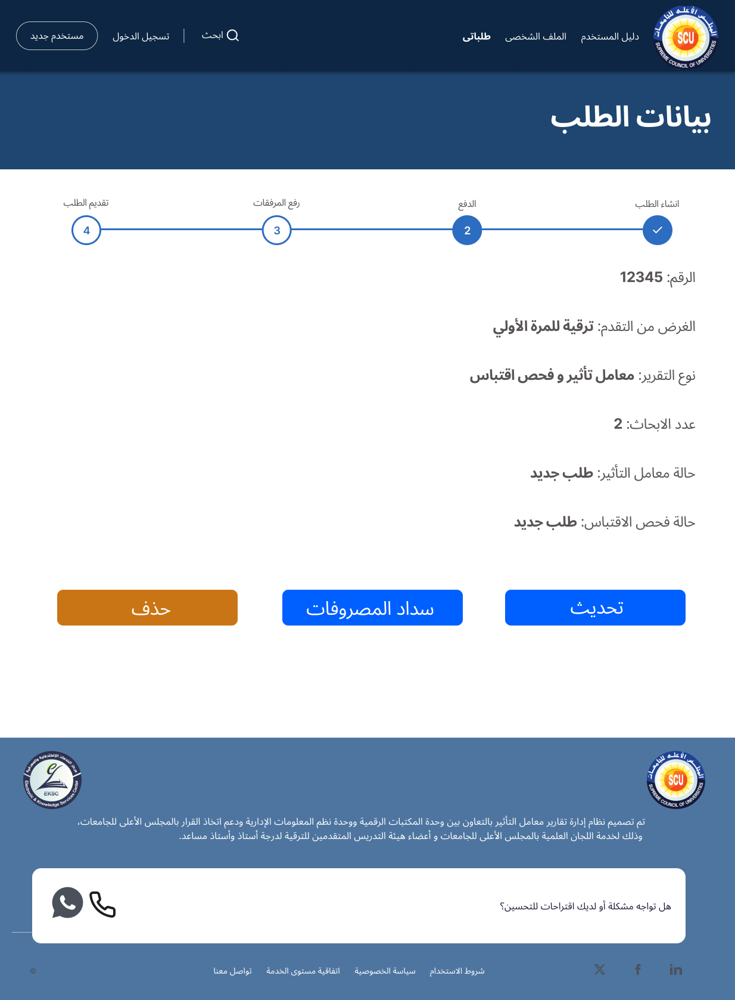 المجلس الأعلى للجامعات
SCU
SUPREME COUNCIL OF UNIVERSITIES
دليل المستخدم
الملف الشخصى
طلباتى
ابحث
تسجيل الدخول
مستخدم جديد
بيانات الطلب
انشاء الطلب
الدفع
رفع المرفقات
تقديم الطلب
2
3
4
الرقم: 12345
الغرض من التقدم: ترقية للمرة الأولي
نوع التقرير: معامل تأثير و فحص اقتباس
عدد الابحاث: 2
حالة معامل التأثير: طلب جديد
حالة فحص الاقتباس: طلب جديد
تحديث
سداد المصروفات
حذف
المجلس الأعلى للجامعات
SCU
SUPREME COUNCIL OF UNIVERSITIES
مركز الخدمات الإلكترونية والمعرفية
EKSC
Electronic & Knowledge Services Center
تم تصميم نظام إدارة تقارير معامل التأثير بالتعاون بين وحدة المكتبات الرقمية ووحدة نظم المعلومات الإدارية ودعم اتخاذ القرار بالمجلس الأعلى للجامعات،
وذلك لخدمة اللجان العلمية بالمجلس الأعلى للجامعات و أعضاء هيئة التدريس المتقدمين للترقية لدرجة أستاذ وأستاذ مساعد.
هل تواجه مشكلة أو لديك اقتراحات للتحسين؟
شروط الاستخدام
سياسة الخصوصية
اتفاقية مستوى الخدمة
تواصل معنا
©